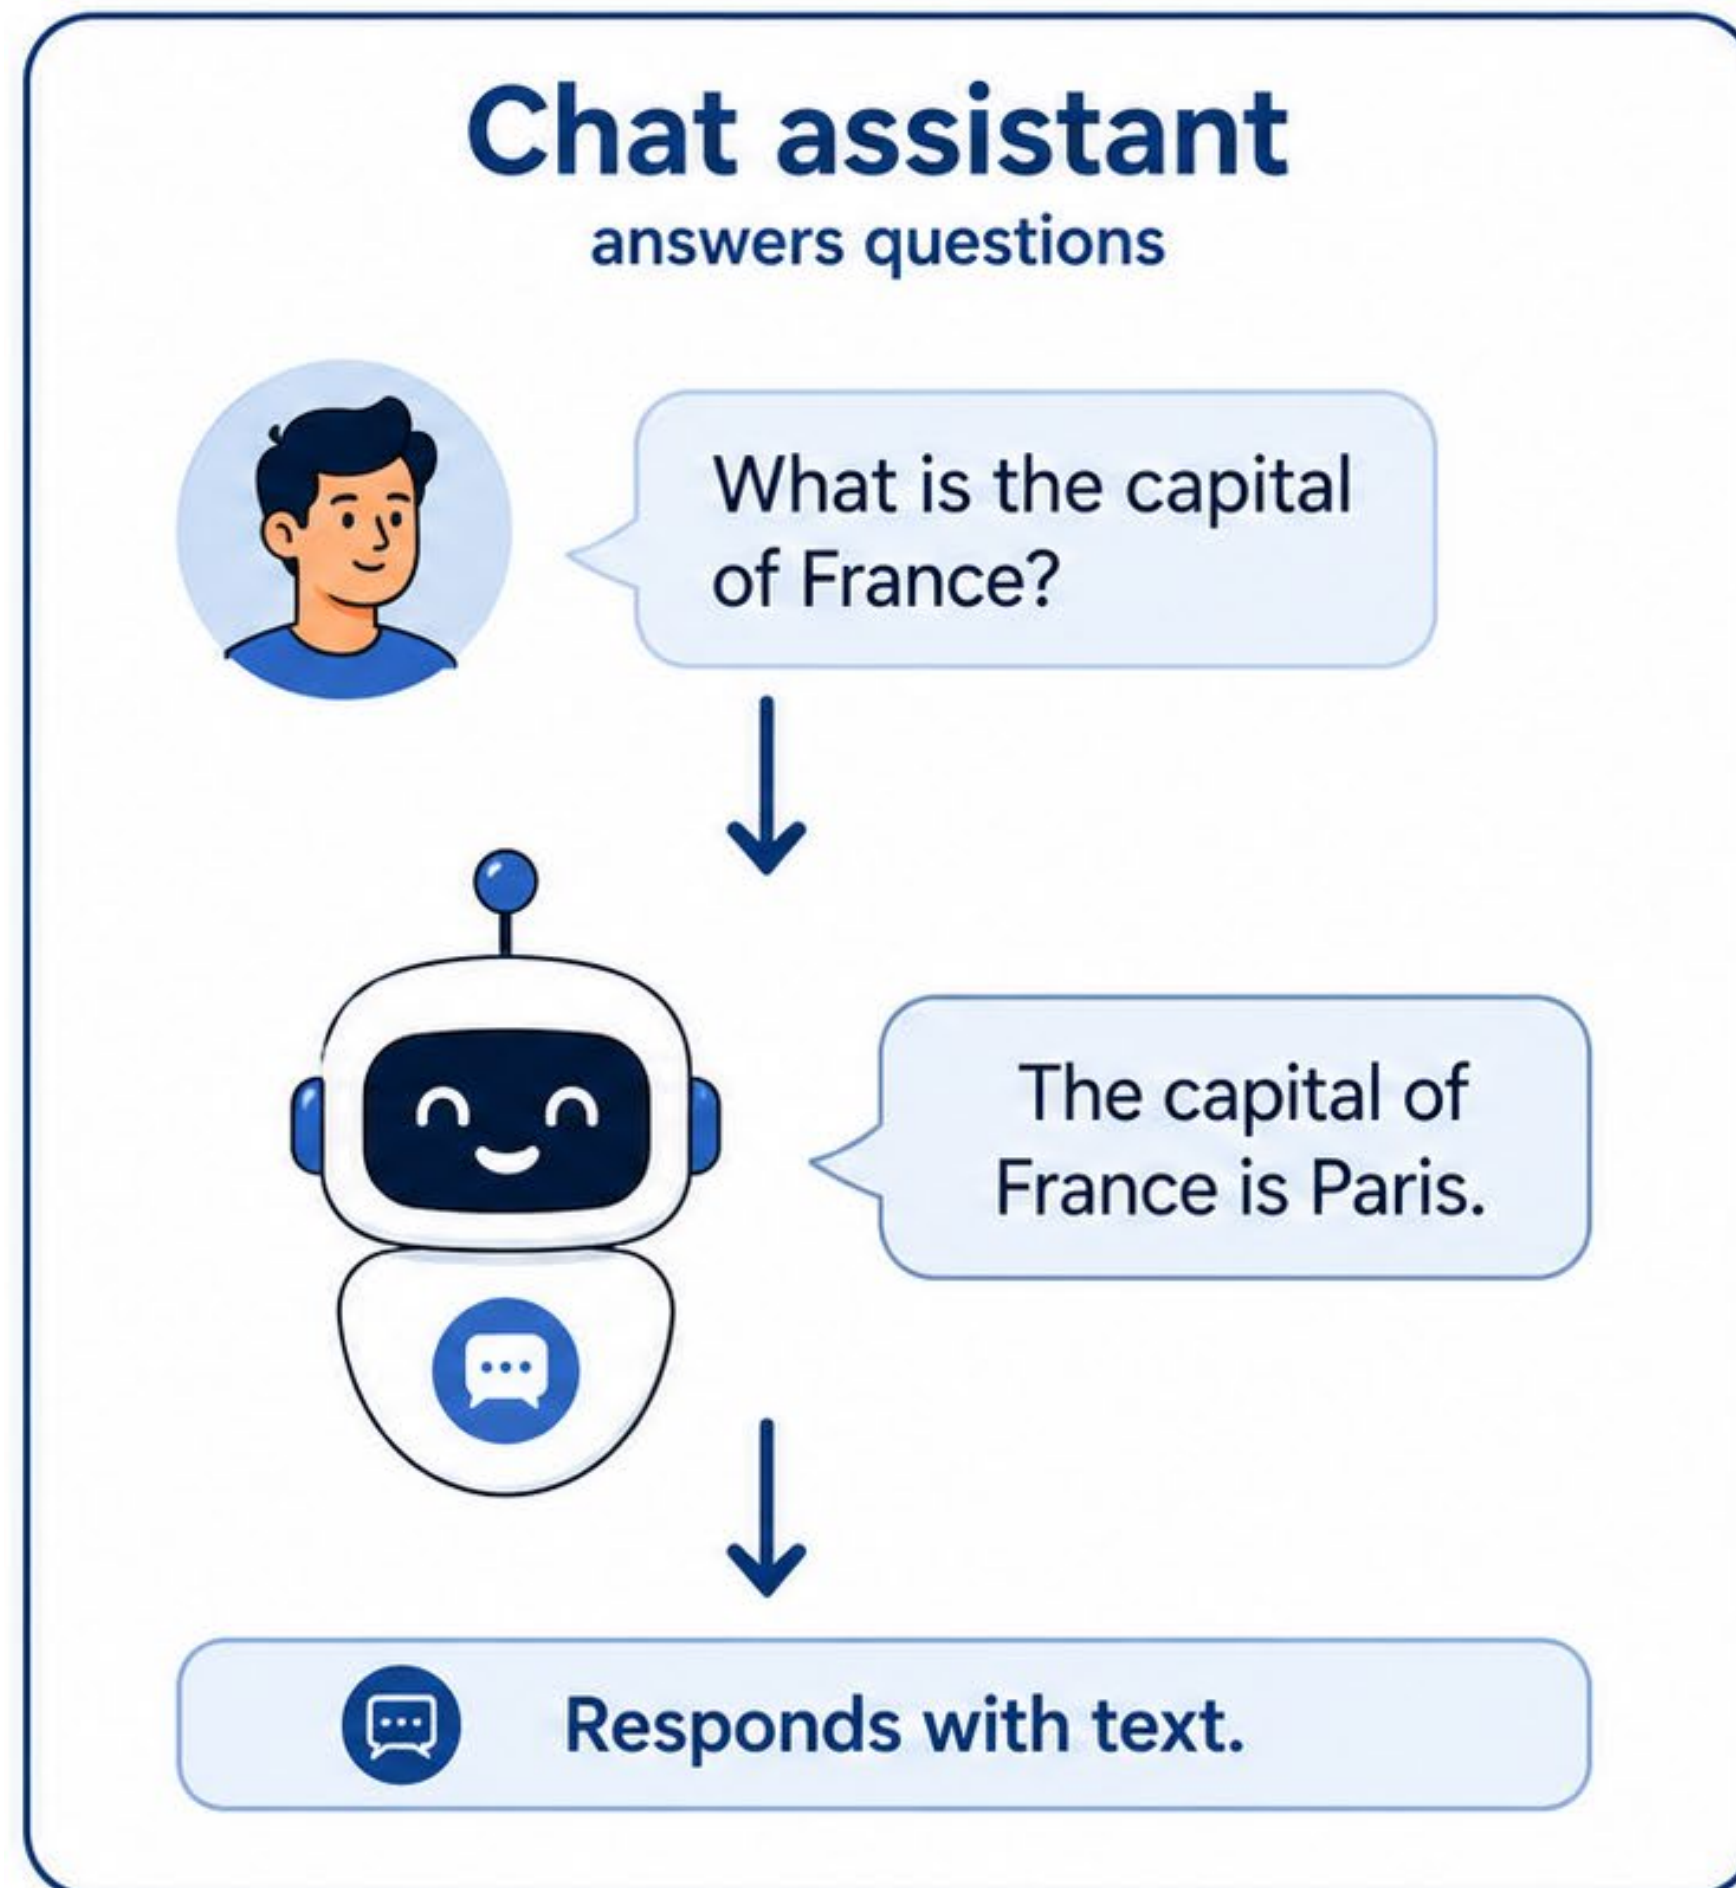 Chat assistant
answers questions
What is the capital
of France?
The capital of
France is Paris.
Responds with text.